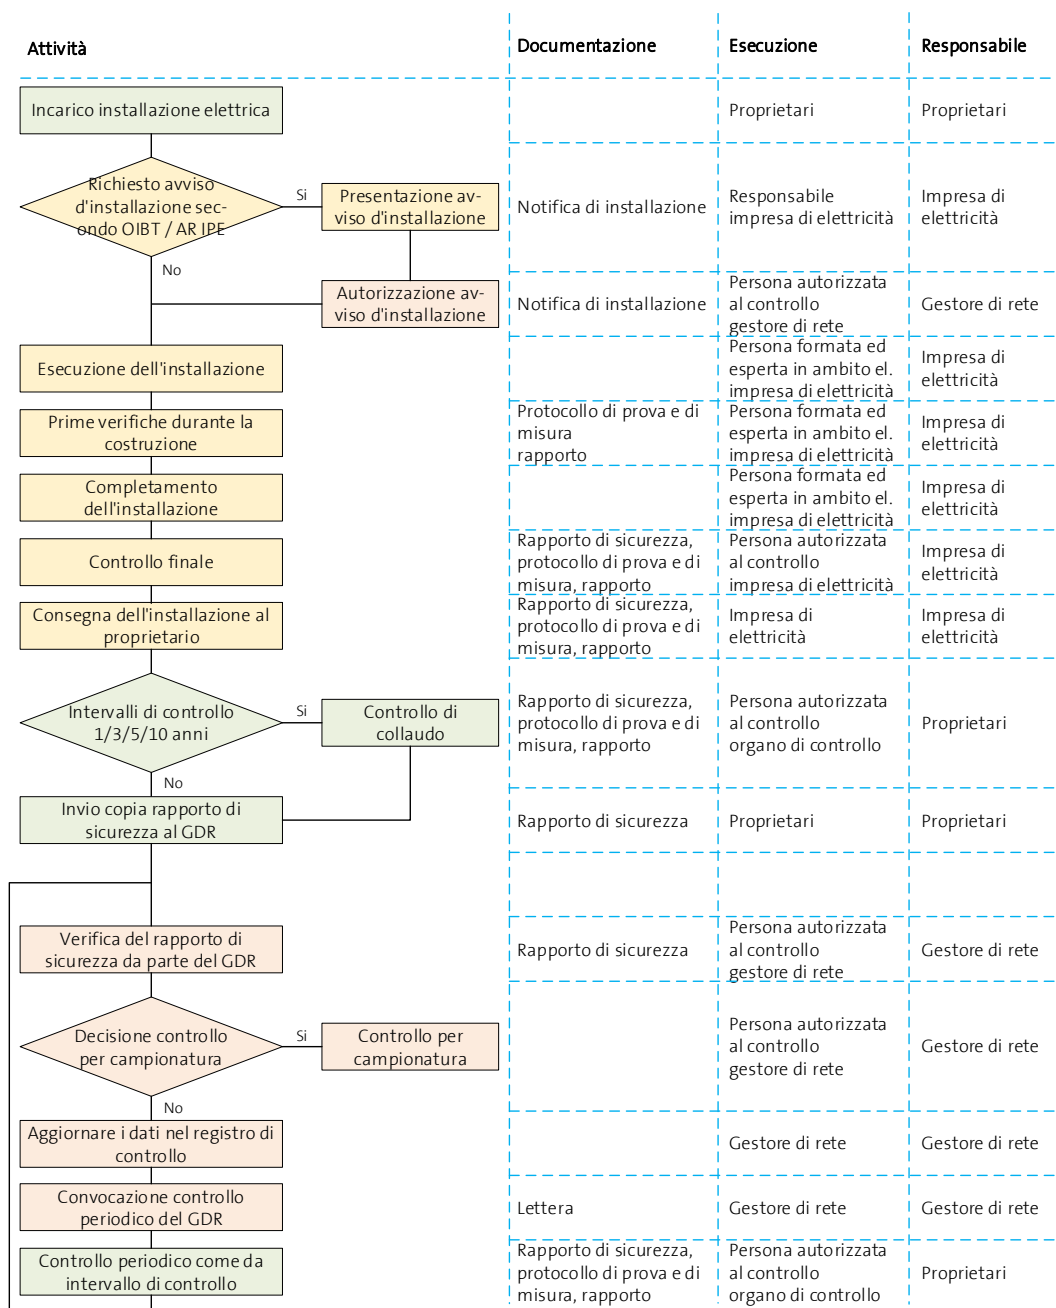 Attività
Documentazione
Esecuzione
Responsabile
Incarico installazione elettrica
Proprietari
Proprietari
Richiesto avviso
d'installazione sec-
ondo OIBT / AR IPE
Si
No
Presentazione av-
viso d'installazione
Notifica di installazione
Responsabile
impresa di elettricità
Impresa di
elettricità
Autorizzazione av-
viso d'installazione
Notifica di installazione
Persona autorizzata
al controllo
gestore di rete
Gestore di rete
Esecuzione dell'installazione
Persona formata ed
esperta in ambito el.
impresa di elettricità
Impresa di
elettricità
Prime verifiche durante la
costruzione
Protocollo di prova e di
misura
rapporto
Persona formata ed
esperta in ambito el.
impresa di elettricità
Impresa di
elettricità
Completamento
dell'installazione
Persona formata ed
esperta in ambito el.
impresa di elettricità
Impresa di
elettricità
Controllo finale
Rapporto di sicurezza,
protocollo di prova e di
misura, rapporto
Persona autorizzata
al controllo
impresa di elettricità
Impresa di
elettricità
Consegna dell'installazione al
proprietario
Rapporto di sicurezza,
protocollo di prova e di
misura, rapporto
Impresa di
elettricità
Impresa di
elettricità
Intervalli di controllo
1/3/5/10 anni
Si
No
Controllo di
collaudo
Rapporto di sicurezza,
protocollo di prova e di
misura, rapporto
Persona autorizzata
al controllo
organo di controllo
Proprietari
Invio copia rapporto di
sicurezza al GDR
Rapporto di sicurezza
Proprietari
Proprietari
Verifica del rapporto di
sicurezza da parte del GDR
Rapporto di sicurezza
Persona autorizzata
al controllo
gestore di rete
Gestore di rete
Decisione controllo
per campionatura
Si
No
Controllo per
campionatura
Persona autorizzata
al controllo
gestore di rete
Gestore di rete
Aggiornare i dati nel registro di
controllo
Gestore di rete
Gestore di rete
Convocazione controllo
periodico del GDR
Lettera
Gestore di rete
Gestore di rete
Controllo periodico come da
intervallo di controllo
Rapporto di sicurezza,
protocollo di prova e di
misura, rapporto
Persona autorizzata
al controllo
organo di controllo
Proprietari